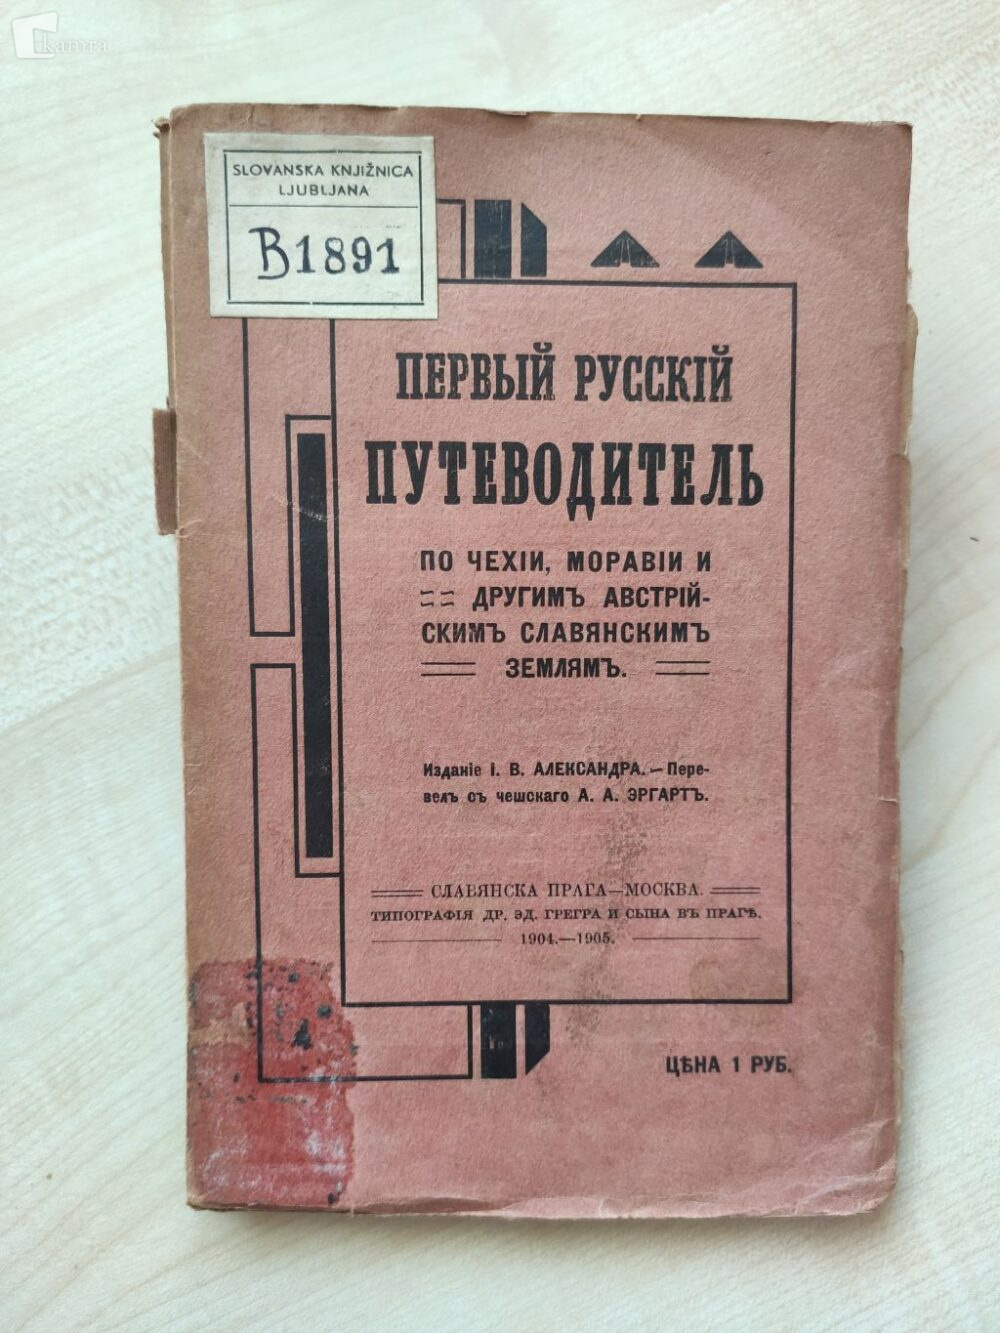 kamra
SLOVANSKA KNJIŽNICA
LJUBLJANA
B1891
ПЕРВЫЙ РУССКІЙ
ПУТЕВОДИТЕЛЬ
ПО ЧЕХІИ, МОРАВІИ И
ДРУГИМЪ АВСТРІЙ-
СКИМЪ СЛАВЯНСКИМЪ
ЗЕМЛЯМЪ.
Изданіе І. В. АЛЕКСАНДРА. — Пере-
велъ съ чешскаго А. А. ЭРГАРТЪ.
СЛАВЯНСКА ПРАГА—МОСКВА.
ТИПОГРАФІЯ ДР. ЭД. ГРЕГРА И СЫНА ВЪ ПРАГѢ.
1904.—1905.
ЦѢНА 1 РУБ.